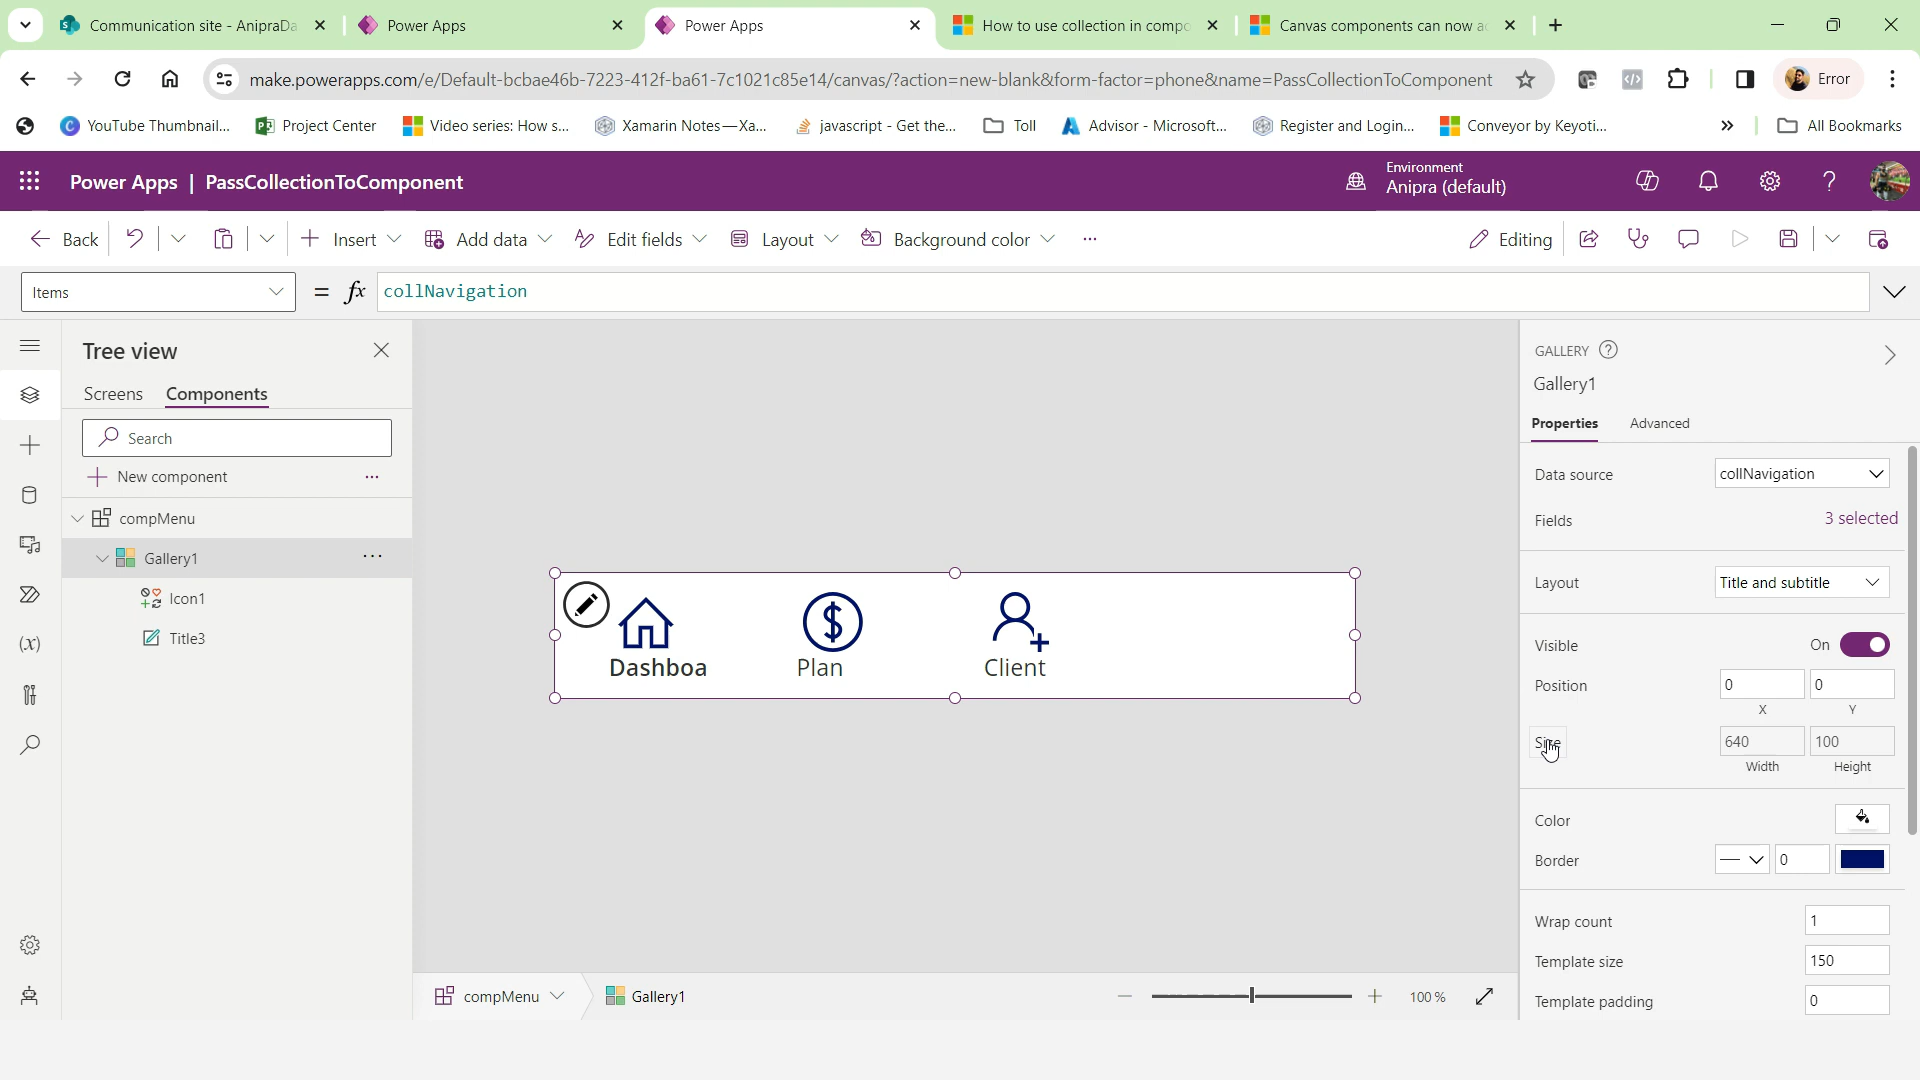 Communication site - AnipraDa
Power Apps
Power Apps
How to use collection in compo
Canvas components can now a
make.powerapps.com/e/Default-bcbae46b-7223-412f-ba61-7c1021c85e14/canvas/?action=new-blank&form-factor=phone&name=PassCollectionToComponent
Error
YouTube Thumbnail...
Project Center
Video series: How s...
Xamarin Notes—Xa...
javascript - Get the...
Toll
Advisor - Microsoft...
Register and Login...
Conveyor by Keyoti...
All Bookmarks
Power Apps | PassCollectionToComponent
Environment
Anipra (default)
Back
Insert
Add data
Edit fields
Layout
Background color
Editing
Items
= fx collNavigation
Tree view
Screens
Components
Search
New component
compMenu
Gallery1
Icon1
Title3
Dashboa
Plan
Client
GALLERY
Gallery1
Properties
Advanced
Data source
collNavigation
Fields
3 selected
Layout
Title and subtitle
Visible
On
Position
0
0
X
Y
Size
640
100
Width
Height
Color
Border
0
Wrap count
1
Template size
150
Template padding
0
compMenu
Gallery1
100 %